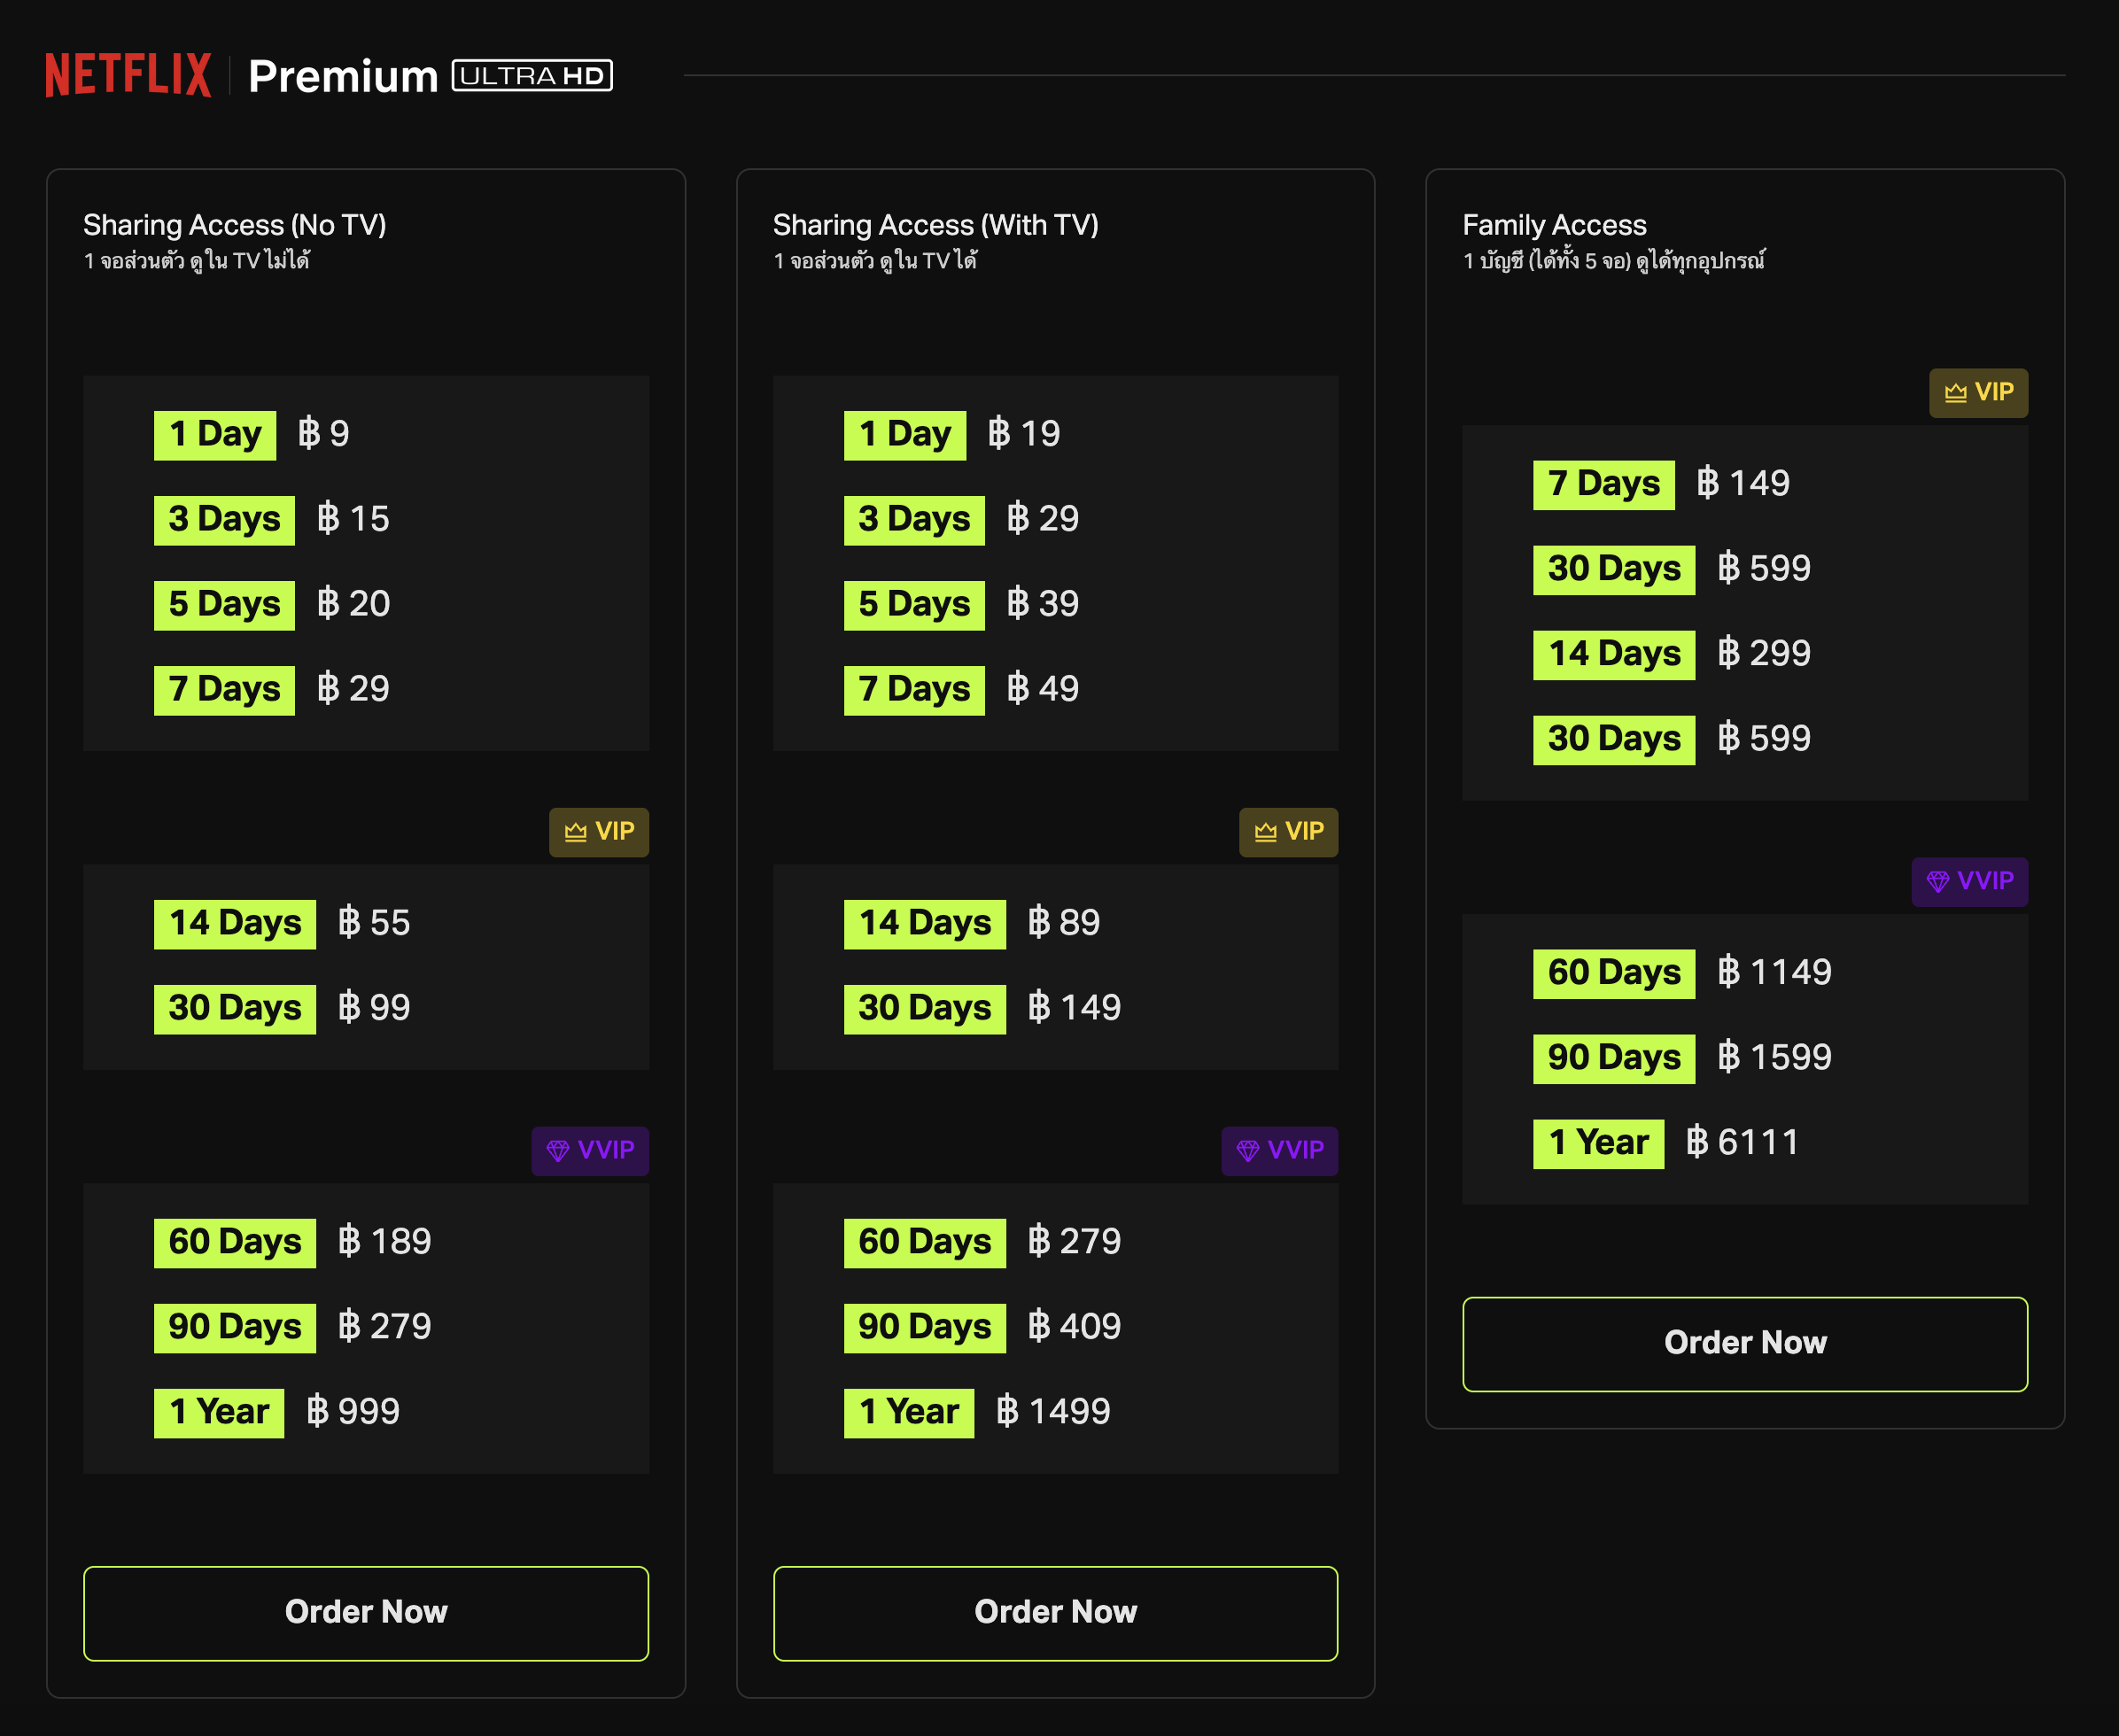 NETFLIX Premium ULTRA HD
Sharing Access (No TV)
1 จอส่วนตัว ดูใน TV ไม่ได้
1 Day ฿ 9
3 Days ฿ 15
5 Days ฿ 20
7 Days ฿ 29
VIP
14 Days ฿ 55
30 Days ฿ 99
VVIP
60 Days ฿ 189
90 Days ฿ 279
1 Year ฿ 999
Order Now
Sharing Access (With TV)
1 จอส่วนตัว ดูใน TV ได้
1 Day ฿ 19
3 Days ฿ 29
5 Days ฿ 39
7 Days ฿ 49
VIP
14 Days ฿ 89
30 Days ฿ 149
VVIP
60 Days ฿ 279
90 Days ฿ 409
1 Year ฿ 1499
Order Now
Family Access
1 บัญชี (ได้ทั้ง 5 จอ) ดูได้ทุกอุปกรณ์
VIP
7 Days ฿ 149
30 Days ฿ 599
14 Days ฿ 299
30 Days ฿ 599
VVIP
60 Days ฿ 1149
90 Days ฿ 1599
1 Year ฿ 6111
Order Now